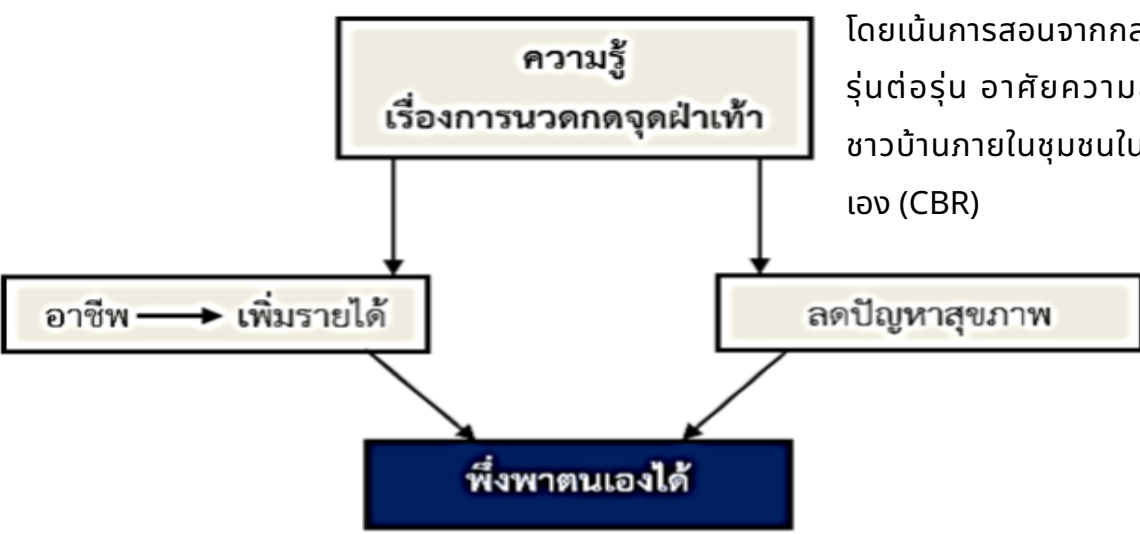 ความรู้
เรื่องการนวดกดจุดฝ่าเท้า
โดยเน้นการสอนจาก
รุ่นต่อรุ่น อาศัยความ
ชาวบ้านภายในชุมชนใน
เอง (CBR)
อาชีพ → เพิ่มรายได้
ลดปัญหาสุขภาพ
พึ่งพาตนเองได้